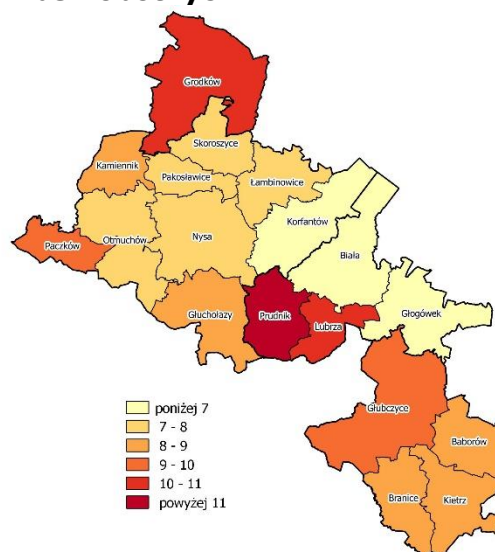 Grodków
Skoroszyce
Kamiennik
Pakosławice
Łambinowice
Korfantów
Paczków
Otmuchów
Nysa
Biała
Głuchołazy
Prudnik
Lubrza
Głogówek
Głubczyce
Baborów
Branice
Kietrz
poniżej 7
7 - 8
8 - 9
9 - 10
10 - 11
powyżej 11